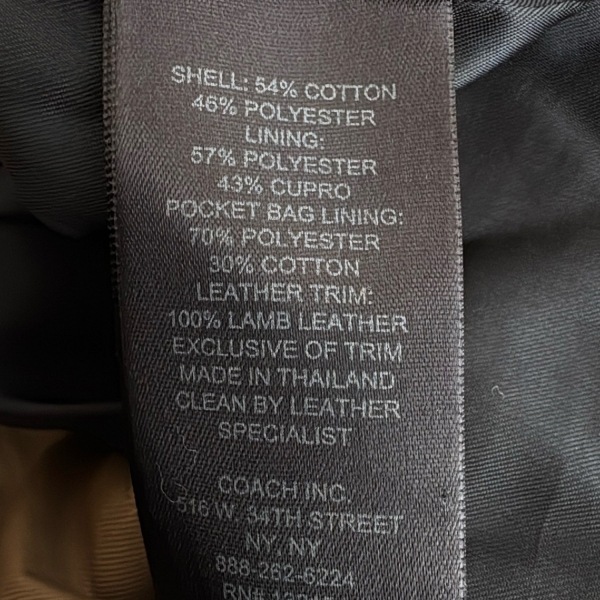 SHELL: 54% COTTON
46% POLYESTER
LINING:
57% POLYESTER
43% CUPRO
POCKET BAG LINING:
70% POLYESTER
30% COTTON
LEATHER TRIM:
100% LAMB LEATHER
EXCLUSIVE OF TRIM
MADE IN THAILAND
CLEAN BY LEATHER
SPECIALIST
COACH INC.
516 W. 34TH STREET
NY, NY
888-262-6224
RN#